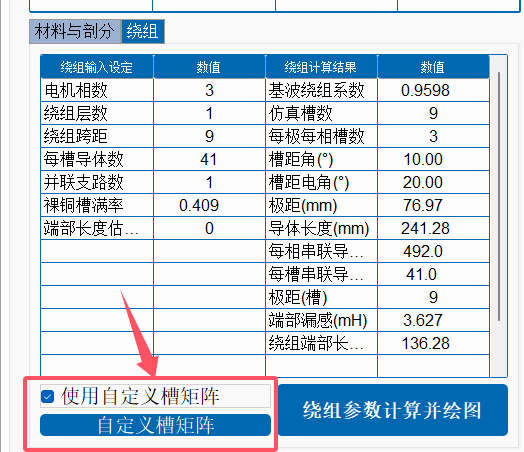 材料与剖分 绕组
绕组输入设定 数值 绕组计算结果 数值
电机相数 3 基波绕组系数 0.9598
绕组层数 1 仿真槽数 9
绕组跨距 9 每极每相槽数 3
每槽导体数 41 槽距角(°) 10.00
并联支路数 1 槽距电角(°) 20.00
裸铜槽满率 0.409 极距(mm) 76.97
端部长度估... 0 导体长度(mm) 241.28
每相串联导... 492.0
每槽串联导... 41.0
极距(槽) 9
端部漏感(mH) 3.627
绕组端部长... 136.28
使用自定义槽矩阵
自定义槽矩阵
绕组参数计算并绘图